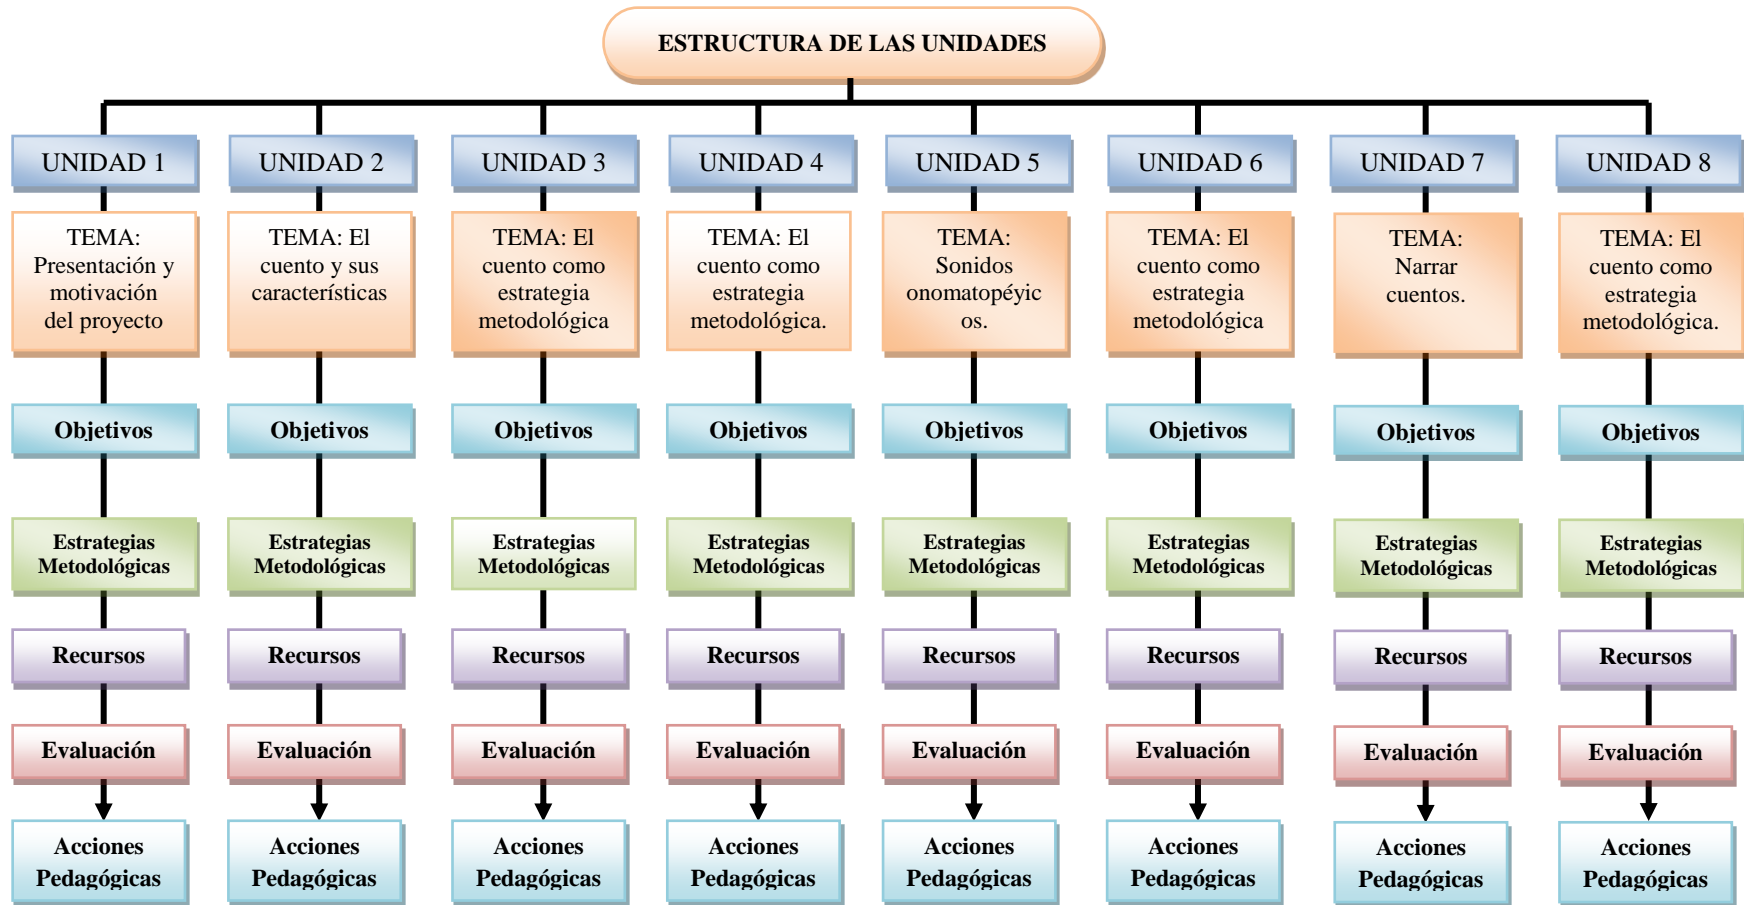 ESTRUCTURA DE LAS UNIDADES
UNIDAD 1
UNIDAD 2
UNIDAD 3
UNIDAD 4
UNIDAD 5
UNIDAD 6
UNIDAD 7
UNIDAD 8
TEMA:
Presentación y
motivación
del proyecto
TEMA: El
cuento y sus
características
TEMA: El
cuento como
estrategia
metodológica
TEMA: El
cuento como
estrategia
metodológica.
TEMA:
Sonidos
onomatopéyic
os.
TEMA: El
cuento como
estrategia
metodológica
TEMA:
Narrar
cuentos.
TEMA: El
cuento como
estrategia
metodológica.
Objetivos
Objetivos
Objetivos
Objetivos
Objetivos
Objetivos
Objetivos
Objetivos
Estrategias
Metodológicas
Estrategias
Metodológicas
Estrategias
Metodológicas
Estrategias
Metodológicas
Estrategias
Metodológicas
Estrategias
Metodológicas
Estrategias
Metodológicas
Estrategias
Metodológicas
Recursos
Recursos
Recursos
Recursos
Recursos
Recursos
Recursos
Recursos
Evaluación
Evaluación
Evaluación
Evaluación
Evaluación
Evaluación
Evaluación
Evaluación
Acciones
Pedagógicas
Acciones
Pedagógicas
Acciones
Pedagógicas
Acciones
Pedagógicas
Acciones
Pedagógicas
Acciones
Pedagógicas
Acciones
Pedagógicas
Acciones
Pedagógicas